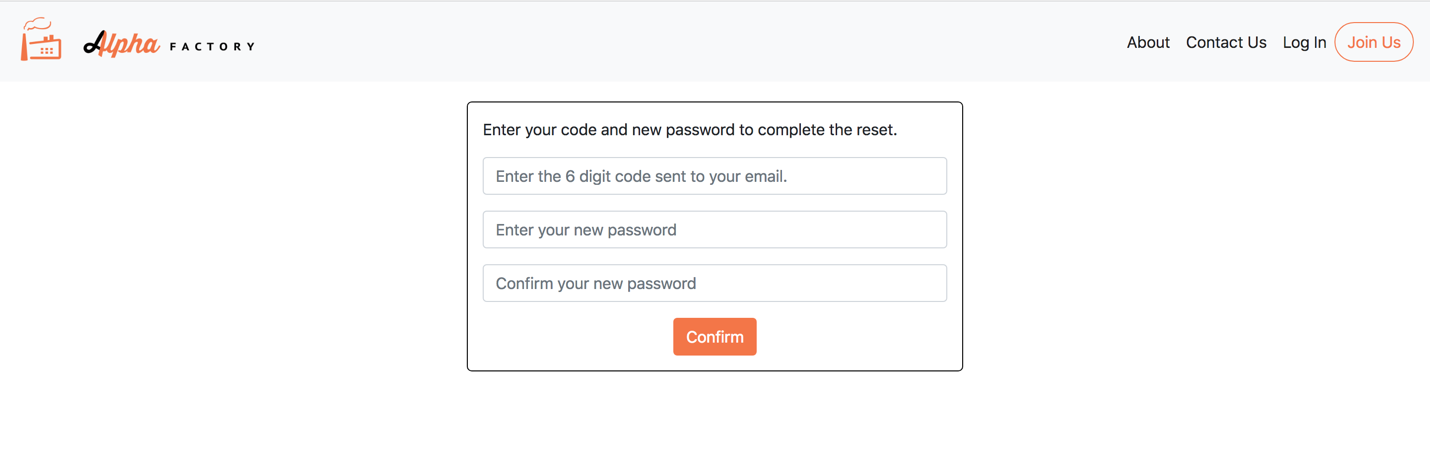 Alpha FACTORY
About Contact Us Log In Join Us
Enter your code and new password to complete the reset.
Enter the 6 digit code sent to your email.
Enter your new password
Confirm your new password
Confirm